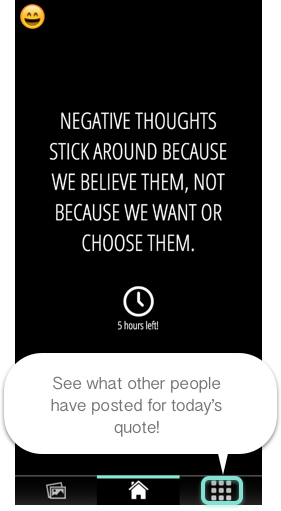 NEGATIVE THOUGHTS
STICK AROUND BECAUSE
WE BELIEVE THEM, NOT
BECAUSE WE WANT OR
CHOOSE THEM.
5 hours left!
See what other people
have posted for today's
quote!